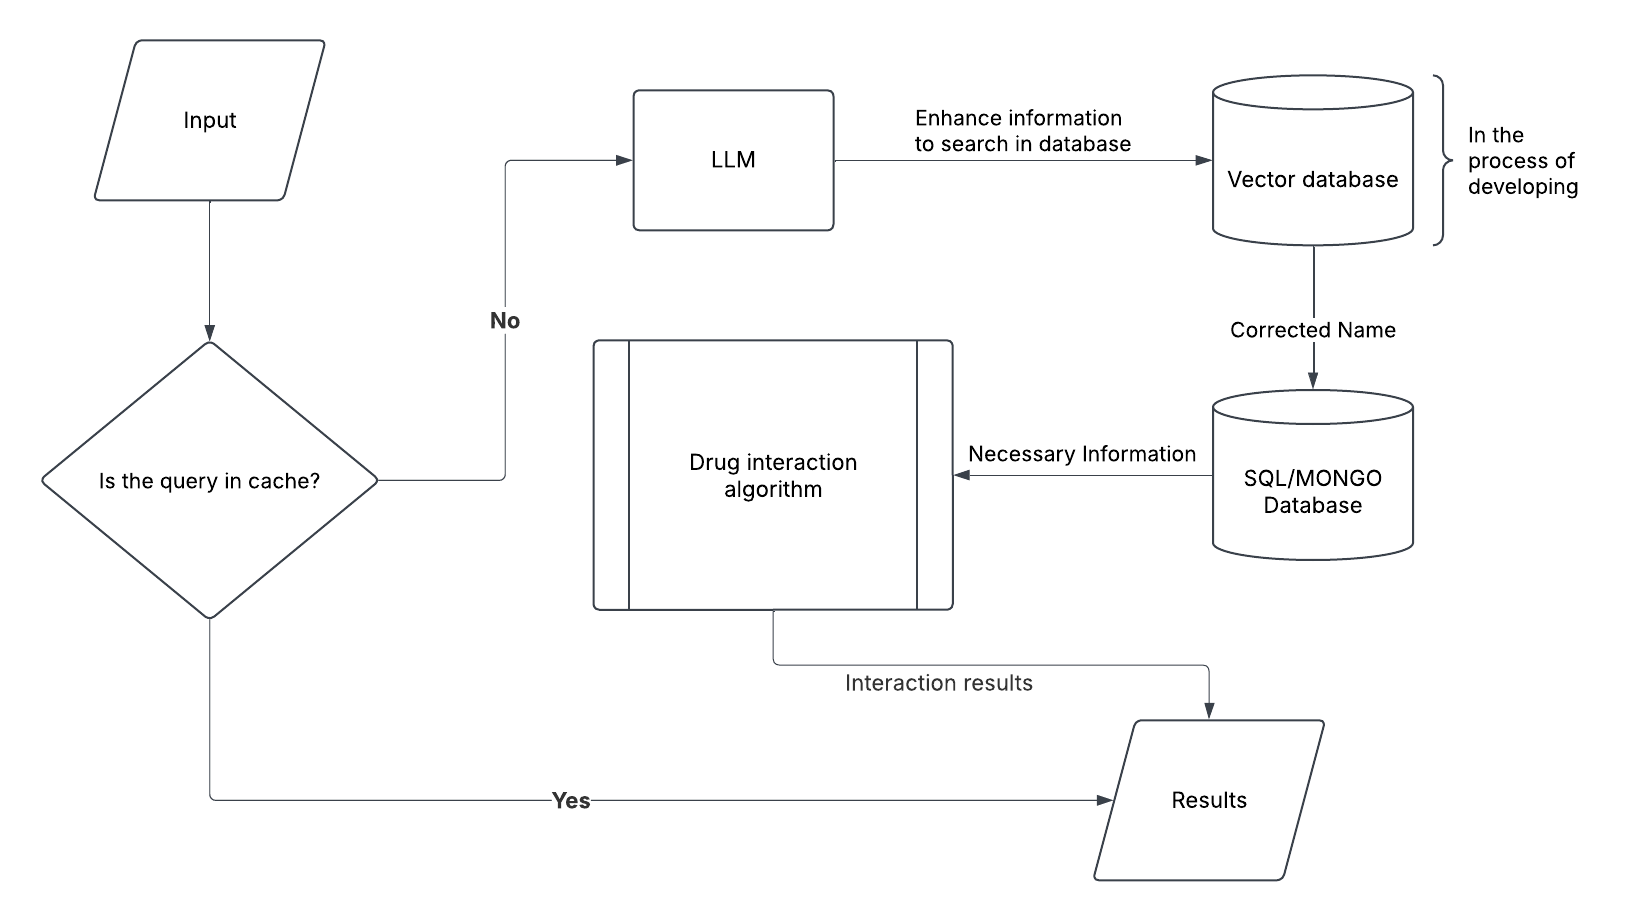 Input
LLM
Enhance information
to search in database
Vector database
In the
process of
developing
No
Corrected Name
Is the query in cache?
Drug interaction
algorithm
Necessary Information
SQL/MONGO
Database
Interaction results
Yes
Results